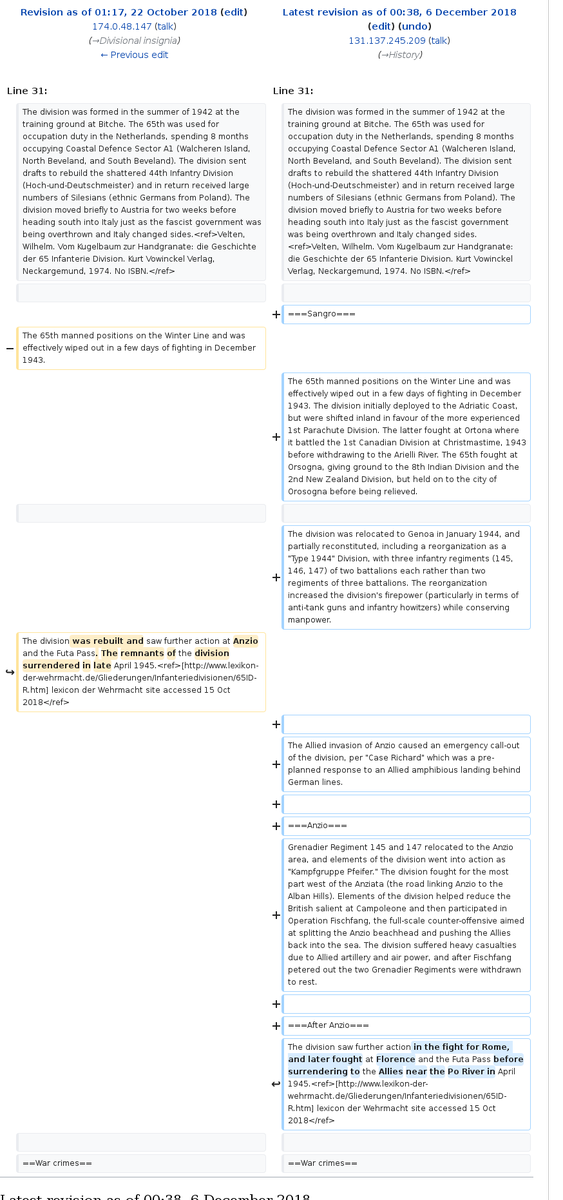 Revision as of 01:17, 22 October 2018 (edit)
174.0.48.147 (talk)
(→Divisional insignia)
← Previous edit
Latest revision as of 00:38, 6 December 2018
(edit) (undo)
131.137.245.209 (talk)
(→History)
Line 31:
Line 31:
The division was formed in the summer of 1942 at the
training ground at Bitche. The 65th was used for
occupation duty in the Netherlands, spending 8 months
occupying Coastal Defence Sector A1 (Walcheren Island,
North Beveland, and South Beveland). The division sent
drafts to rebuild the shattered 44th Infantry Division
(Hoch-und-Deutschmeister) and in return received large
numbers of Silesians (ethnic Germans from Poland). The
division moved briefly to Austria for two weeks before
heading south into Italy just as the fascist government was
being overthrown and Italy changed sides.<ref>Velten,
Wilhelm. Vom Kugelbaum zur Handgranate: die Geschichte
der 65 Infanterie Division. Kurt Vowinckel Verlag,
Neckargemund, 1974. No ISBN.</ref>
The division was formed in the summer of 1942 at the
training ground at Bitche. The 65th was used for
occupation duty in the Netherlands, spending 8 months
occupying Coastal Defence Sector A1 (Walcheren Island,
North Beveland, and South Beveland). The division sent
drafts to rebuild the shattered 44th Infantry Division
(Hoch-und-Deutschmeister) and in return received large
numbers of Silesians (ethnic Germans from Poland). The
division moved briefly to Austria for two weeks before
heading south into Italy just as the fascist government
was being overthrown and Italy changed sides.
<ref>Velten, Wilhelm. Vom Kugelbaum zur Handgranate:
die Geschichte der 65 Infanterie Division. Kurt Vowinckel
Verlag, Neckargemund, 1974. No ISBN.</ref>
+ ===Sangro===
− The 65th manned positions on the Winter Line and was
effectively wiped out in a few days of fighting in December
1943.
+ The 65th manned positions on the Winter Line and was
effectively wiped out in a few days of fighting in December
1943. The division initially deployed to the Adriatic Coast,
but were shifted inland in favour of the more experienced
1st Parachute Division. The latter fought at Ortona where
it battled the 1st Canadian Division at Christmastime, 1943
before withdrawing to the Arielli River. The 65th fought at
Orsogna, giving ground to the 8th Indian Division and the
2nd New Zealand Division, but held on to the city of
Orosogna before being relieved.
+ The division was relocated to Genoa in January 1944, and
partially reconstituted, including a reorganization as a
"Type 1944" Division, with three infantry regiments (145,
146, 147) of two battalions each rather than two
regiments of three battalions. The reorganization
increased the division's firepower (particularly in terms of
anti-tank guns and infantry howitzers) while conserving
manpower.
↪ The division was rebuilt and saw further action at Anzio
and the Futa Pass. The remnants of the division
surrendered in late April 1945.<ref>[http://www.lexikon-
der-wehrmacht.de/Gliederungen/Infanteriedivisionen/65ID-
R.htm] lexicon der Wehrmacht site accessed 15 Oct
2018</ref>
+
+ The Allied invasion of Anzio caused an emergency call-out
of the division, per "Case Richard" which was a pre-
planned response to an Allied amphibious landing behind
German lines.
+
+ ===Anzio===
+ Grenadier Regiment 145 and 147 relocated to the Anzio
area, and elements of the division went into action as
"Kampfgruppe Pfeifer." The division fought for the most
part west of the Anziata (the road linking Anzio to the
Alban Hills). Elements of the division helped reduce the
British salient at Campoleone and then participated in
Operation Fischfang, the full-scale counter-offensive aimed
at splitting the Anzio beachhead and pushing the Allies
back into the sea. The division suffered heavy casualties
due to Allied artillery and air power, and after Fischfang
petered out the two Grenadier Regiments were withdrawn
to rest.
+
+ ===After Anzio===
↩ The division saw further action in the fight for Rome,
and later fought at Florence and the Futa Pass before
surrendering to the Allies near the Po River in April
1945.<ref>[http://www.lexikon-der-
wehrmacht.de/Gliederungen/Infanteriedivisionen/65ID-
R.htm] lexicon der Wehrmacht site accessed 15 Oct
2018</ref>
==War crimes==
==War crimes==
Latest revision as of 00:38, 6 December 2018